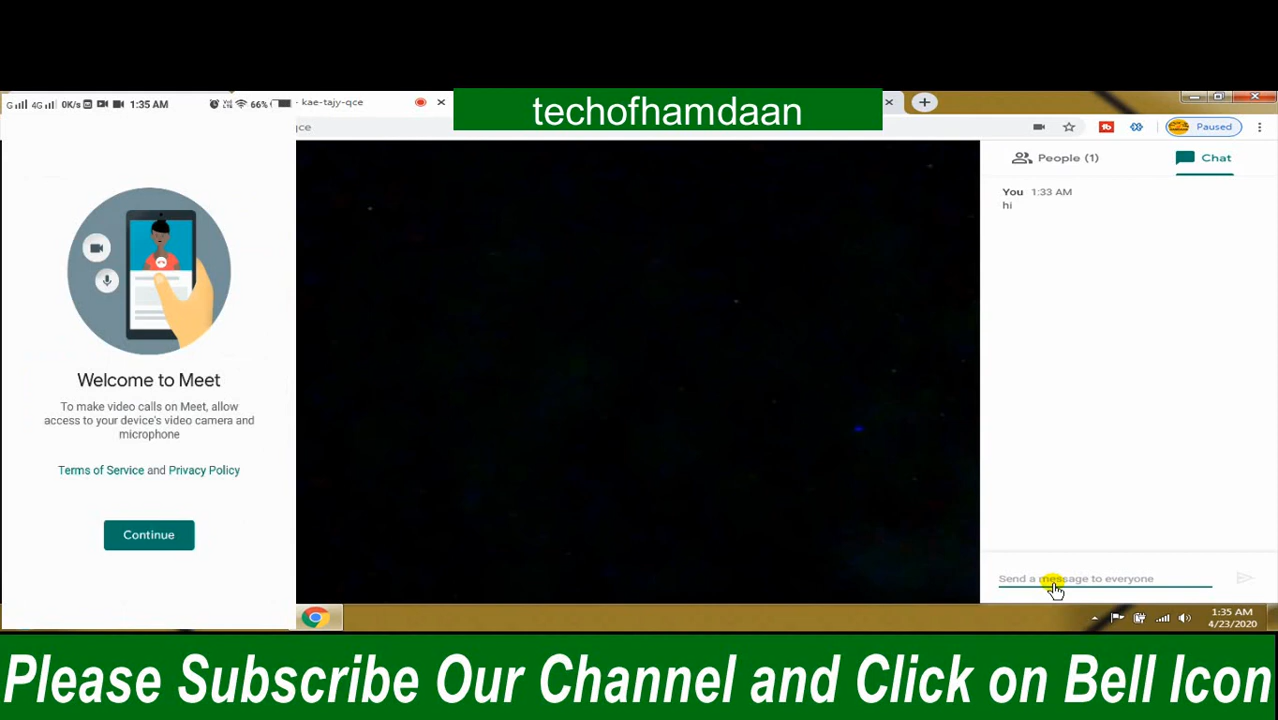 techofhamdaan
G 4G 0K/s 1:35 AM 66%
- kae-tajy-qce
qce
Paused
People (1)
Chat
You 1:33 AM
hi
Welcome to Meet
To make video calls on Meet, allow
access to your device's video camera and
microphone
Terms of Service and Privacy Policy
Continue
Send a message to everyone
1:35 AM
4/23/2020
Please Subscribe Our Channel and Click on Bell Icon